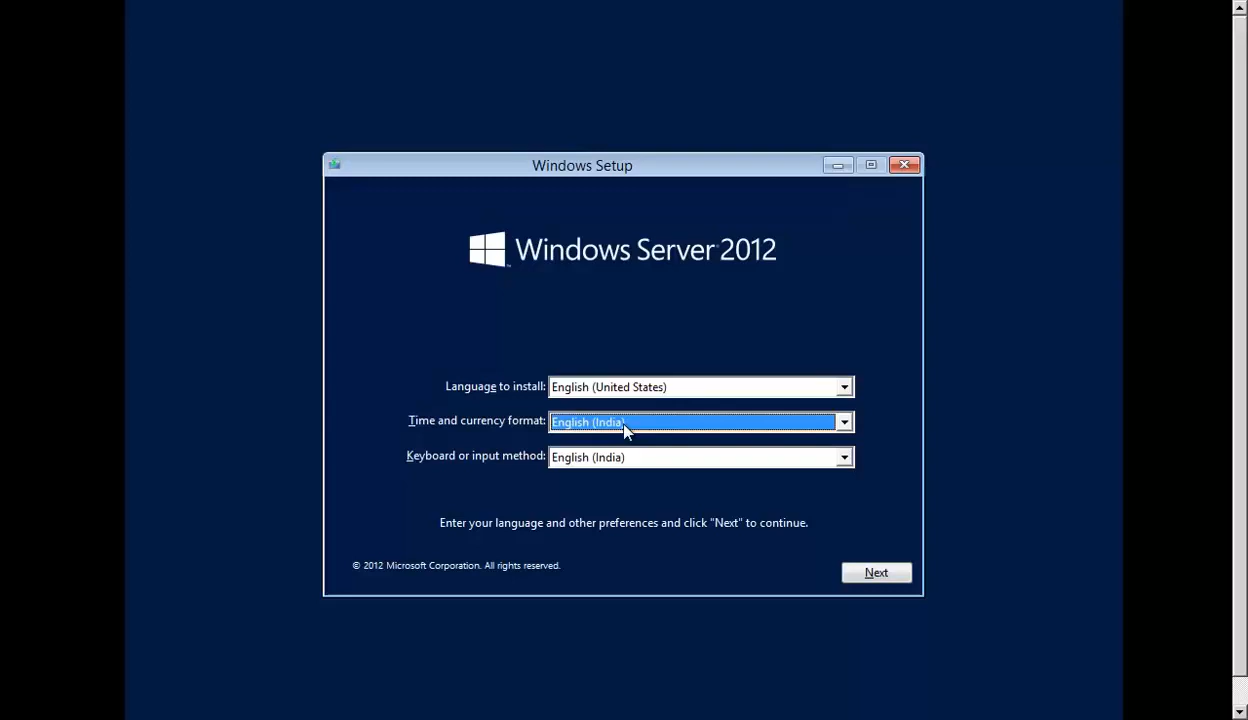 Windows Setup
Windows Server 2012
Language to install: English (United States)
Time and currency format: English (India)
Keyboard or input method: English (India)
Enter your language and other preferences and click "Next" to continue.
© 2012 Microsoft Corporation. All rights reserved.
Next